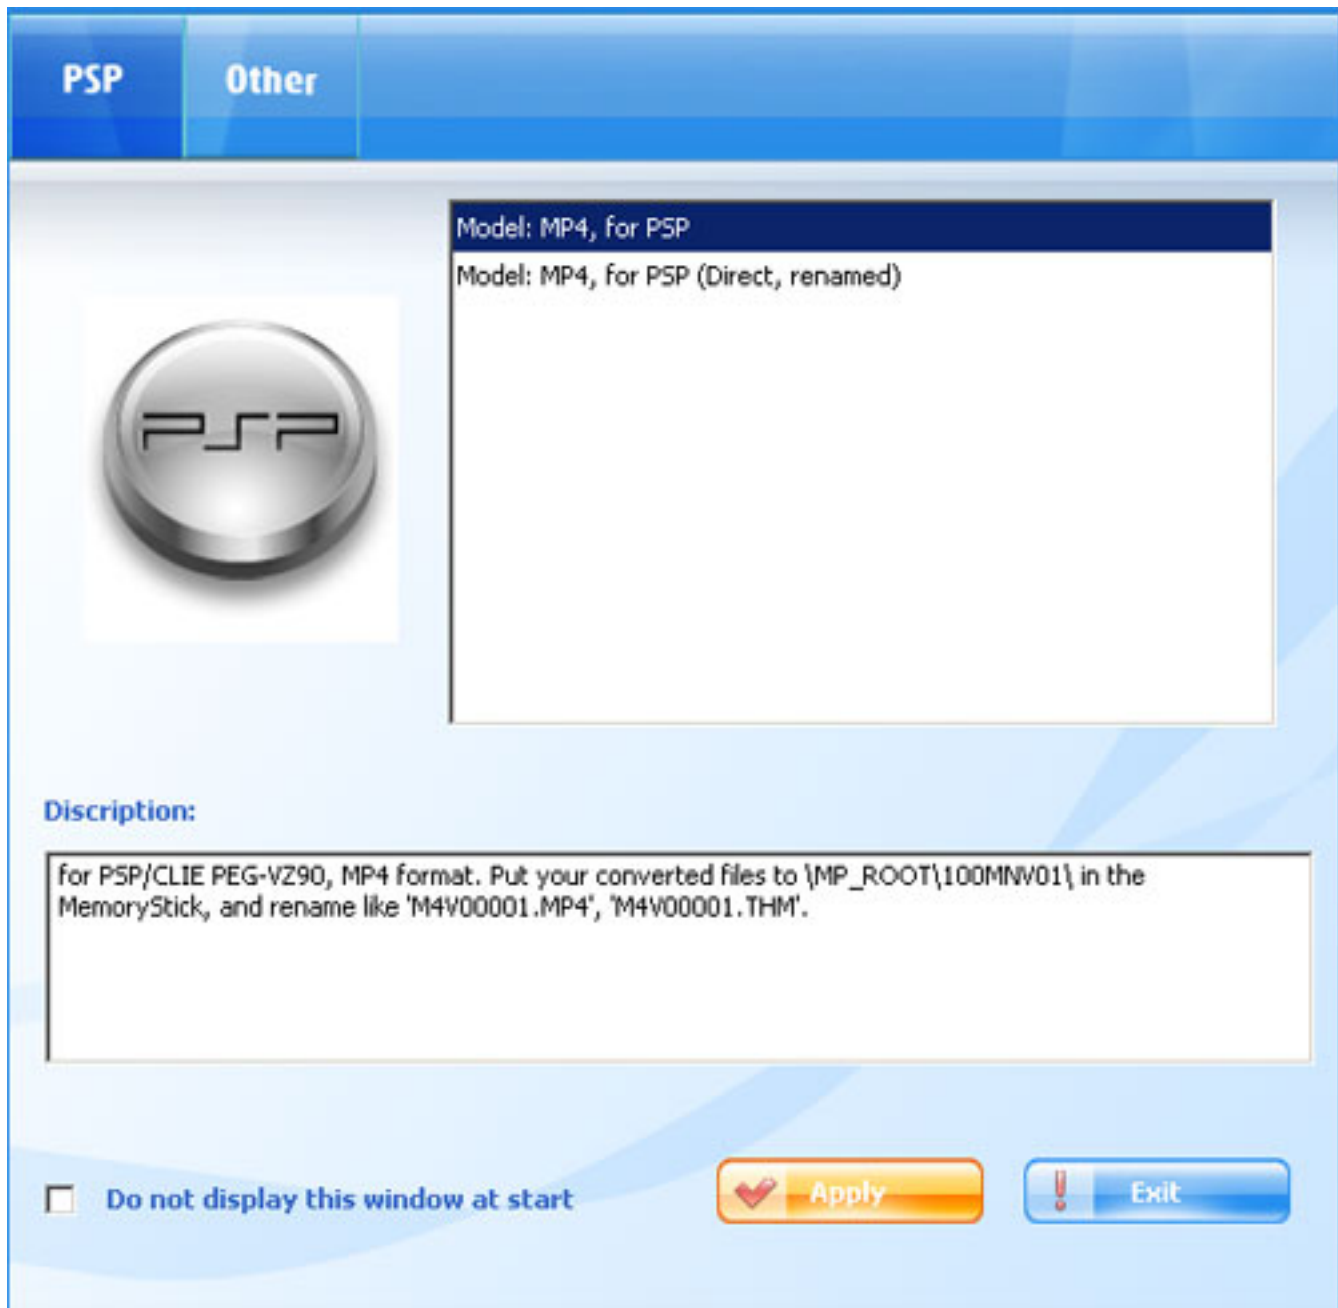 PSP Other
Model: MP4, for PSP
Model: MP4, for PSP (Direct, renamed)
PSP
Discription:
for PSP/CLIE PEG-VZ90, MP4 format. Put your converted files to \MP_ROOT\100MNV01\ in the
MemoryStick, and rename like 'M4V00001.MP4', 'M4V00001.THM'.
Do not display this window at start
Apply
Exit